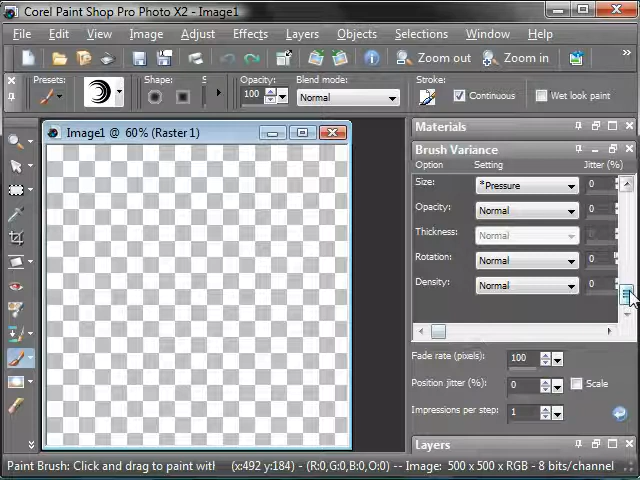 Corel Paint Shop Pro Photo X2 - Image1
File Edit View Image Adjust Effects Layers Objects Selections Window Help
Zoom out Zoom in
Presets: Shape: S Opacity: Blend mode: Stroke:
100 Normal Continuous Wet look paint
Image1 @ 60% (Raster 1)
Materials
Brush Variance
Option Setting Jitter (%)
Size: *Pressure 0
Opacity: Normal 0
Thickness: Normal 0
Rotation: Normal 0
Density: Normal 0
Fade rate (pixels): 100
Position jitter (%): 0 Scale
Impressions per step: 1
Layers
Paint Brush: Click and drag to paint with (x:492 y:184) -- (R:0,G:0,B:0,O:0) -- Image: 500 x 500 x RGB - 8 bits/channel